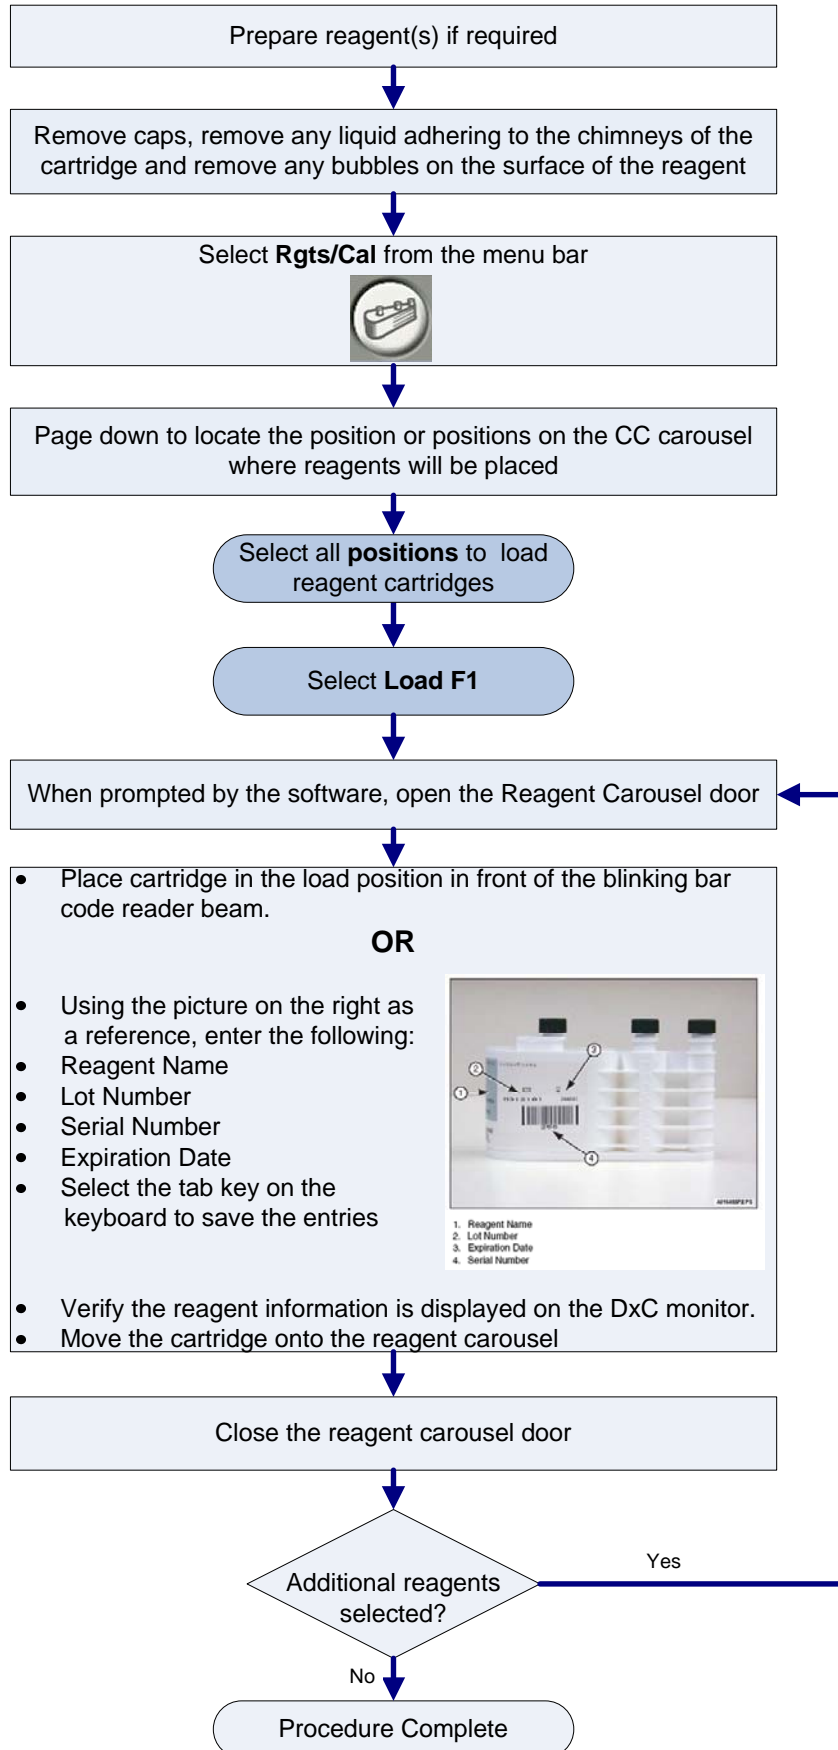 Prepare reagent(s) if required
Remove caps, remove any liquid adhering to the chimneys of the
cartridge and remove any bubbles on the surface of the reagent
Select Rgts/Cal from the menu bar
Page down to locate the position or positions on the CC carousel
where reagents will be placed
Select all positions to load
reagent cartridges
Select Load F1
When prompted by the software, open the Reagent Carousel door
• Place cartridge in the load position in front of the blinking bar
code reader beam.
OR
• Using the picture on the right as
a reference, enter the following:
• Reagent Name
• Lot Number
• Serial Number
• Expiration Date
• Select the tab key on the
keyboard to save the entries
1
2
3
4
1. Reagent Name
2. Lot Number
3. Expiration Date
4. Serial Number
• Verify the reagent information is displayed on the DxC monitor.
• Move the cartridge onto the reagent carousel
Close the reagent carousel door
Additional reagents
selected?
Yes
No
Procedure Complete